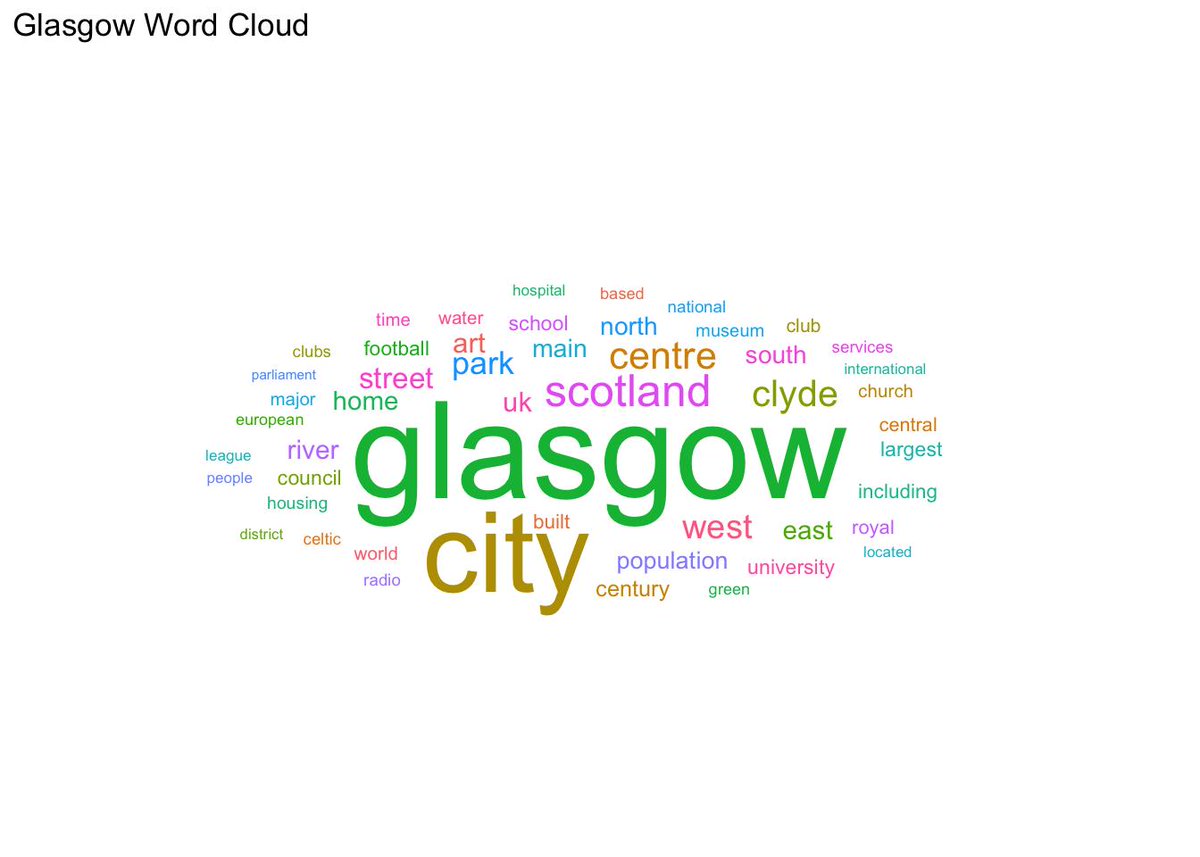 Glasgow Word Cloud
hospital
based
national
time
water
school
north
museum
club
clubs
football
art
main
centre
south
services
parliament
street
park
scotland
clyde
international
church
major
home
uk
european
glasgow
central
largest
league
river
people
council
including
housing
district
celtic
city
built
west
east
royal
located
world
population
university
radio
century
green